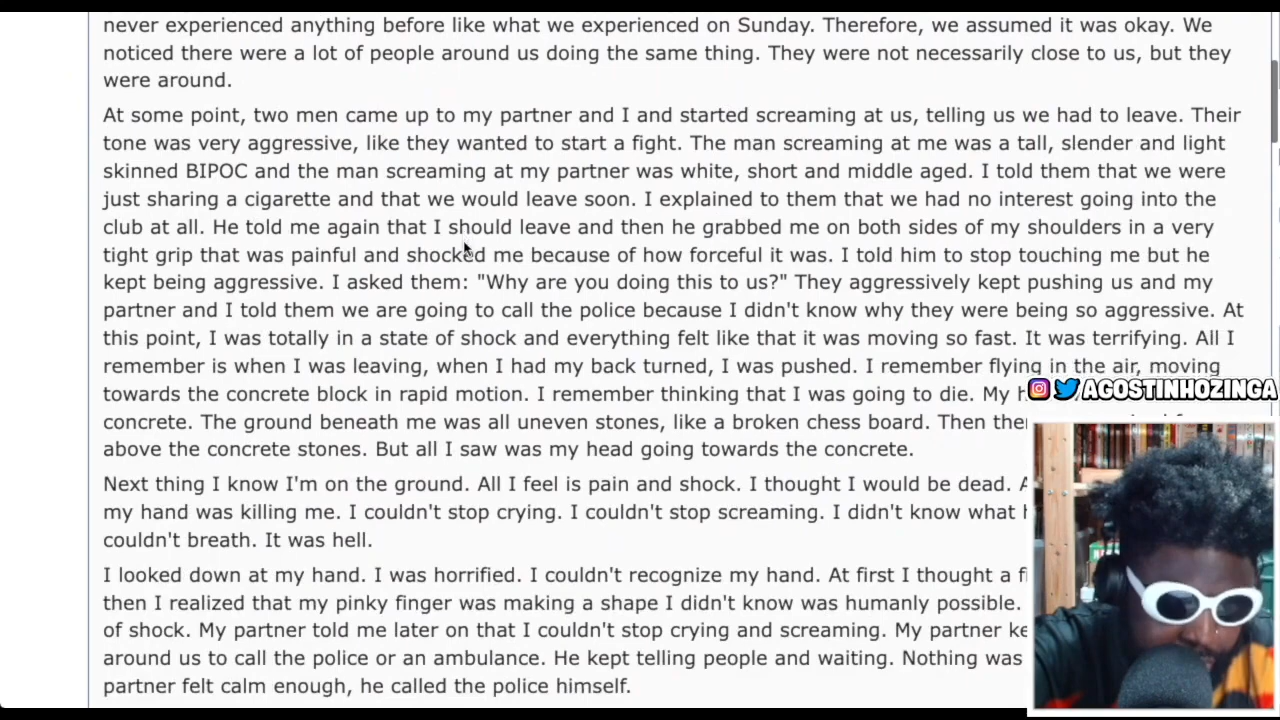 never experienced anything before like what we experienced on Sunday. Therefore, we assumed it was okay. We
noticed there were a lot of people around us doing the same thing. They were not necessarily close to us, but they
were around.
At some point, two men came up to my partner and I and started screaming at us, telling us we had to leave. Their
tone was very aggressive, like they wanted to start a fight. The man screaming at me was a tall, slender and light
skinned BIPOC and the man screaming at my partner was white, short and middle aged. I told them that we were
just sharing a cigarette and that we would leave soon. I explained to them that we had no interest going into the
club at all. He told me again that I should leave and then he grabbed me on both sides of my shoulders in a very
tight grip that was painful and shocked me because of how forceful it was. I told him to stop touching me but he
kept being aggressive. I asked them: "Why are you doing this to us?" They aggressively kept pushing us and my
partner and I told them we are going to call the police because I didn't know why they were being so aggressive. At
this point, I was totally in a state of shock and everything felt like that it was moving so fast. It was terrifying. All I
remember is when I was leaving, when I had my back turned, I was pushed. I remember flying in the air, moving
towards the concrete block in rapid motion. I remember thinking that I was going to die. My
AGOSTINHOZINGA
concrete. The ground beneath me was all uneven stones, like a broken chess board. Then
above the concrete stones. But all I saw was my head going towards the concrete.
Next thing I know I'm on the ground. All I feel is pain and shock. I thought I would be dead.
my hand was killing me. I couldn't stop crying. I couldn't stop screaming. I didn't know what
couldn't breath. It was hell.
I looked down at my hand. I was horrified. I couldn't recognize my hand. At first I thought a
then I realized that my pinky finger was making a shape I didn't know was humanly possible.
of shock. My partner told me later on that I couldn't stop crying and screaming. My partner
around us to call the police or an ambulance. He kept telling people and waiting. Nothing was
partner felt calm enough, he called the police himself.